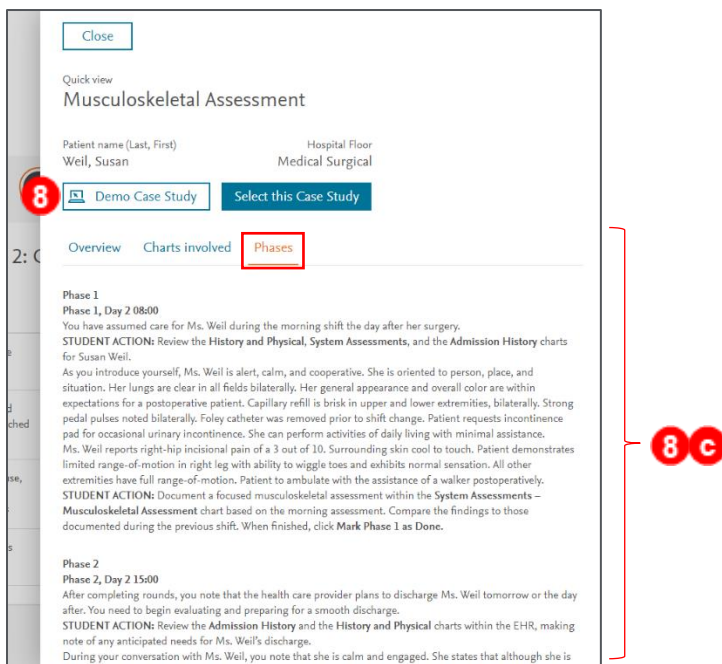 Close
Quick view
Musculoskeletal Assessment
Patient name (Last, First) Hospital Floor
Weil, Susan Medical Surgical
8 Demo Case Study Select this Case Study
2: Overview Charts involved Phases
Phase 1
Phase 1, Day 2 08:00
You have assumed care for Ms. Weil during the morning shift the day after her surgery.
STUDENT ACTION: Review the History and Physical, System Assessments, and the Admission History charts
for Susan Weil.
As you introduce yourself, Ms. Weil is alert, calm, and cooperative. She is oriented to person, place, and
situation. Her lungs are clear in all fields bilaterally. Her general appearance and overall color are within
expectations for a postoperative patient. Capillary refill is brisk in upper and lower extremities, bilaterally. Strong
pedal pulses noted bilaterally. Foley catheter was removed prior to shift change. Patient requests incontinence
pad for occasional urinary incontinence. She can perform activities of daily living with minimal assistance.
Ms. Weil reports right-hip incisional pain of a 3 out of 10. Surrounding skin cool to touch. Patient demonstrates
limited range-of-motion in right leg with ability to wiggle toes and exhibits normal sensation. All other
extremities have full range-of-motion. Patient to ambulate with the assistance of a walker postoperatively.
STUDENT ACTION: Document a focused musculoskeletal assessment within the System Assessments –
Musculoskeletal Assessment chart based on the morning assessment. Compare the findings to those
documented during the previous shift. When finished, click Mark Phase 1 as Done.
8 C
Phase 2
Phase 2, Day 2 15:00
After completing rounds, you note that the health care provider plans to discharge Ms. Weil tomorrow or the day
after. You need to begin evaluating and preparing for a smooth discharge.
STUDENT ACTION: Review the Admission History and the History and Physical charts within the EHR, making
note of any anticipated needs for Ms. Weil's discharge.
During your conversation with Ms. Weil, you note that she is calm and engaged. She states that although she is